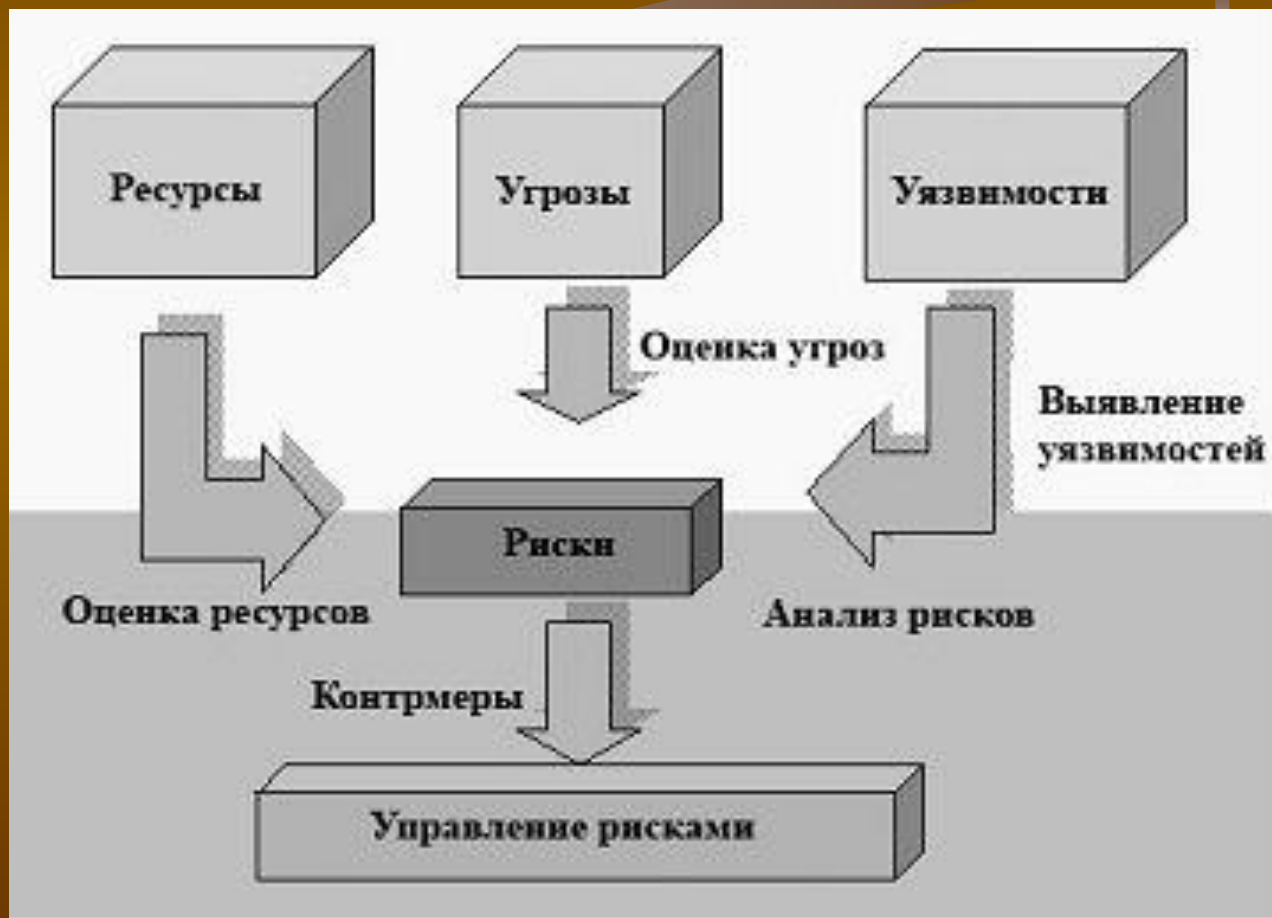 Ресурсы
Угрозы
Уязвимости
Оценка угроз
Выявление
уязвимостей
Риски
Оценка ресурсов
Анализ рисков
Контрмеры
Управление рисками